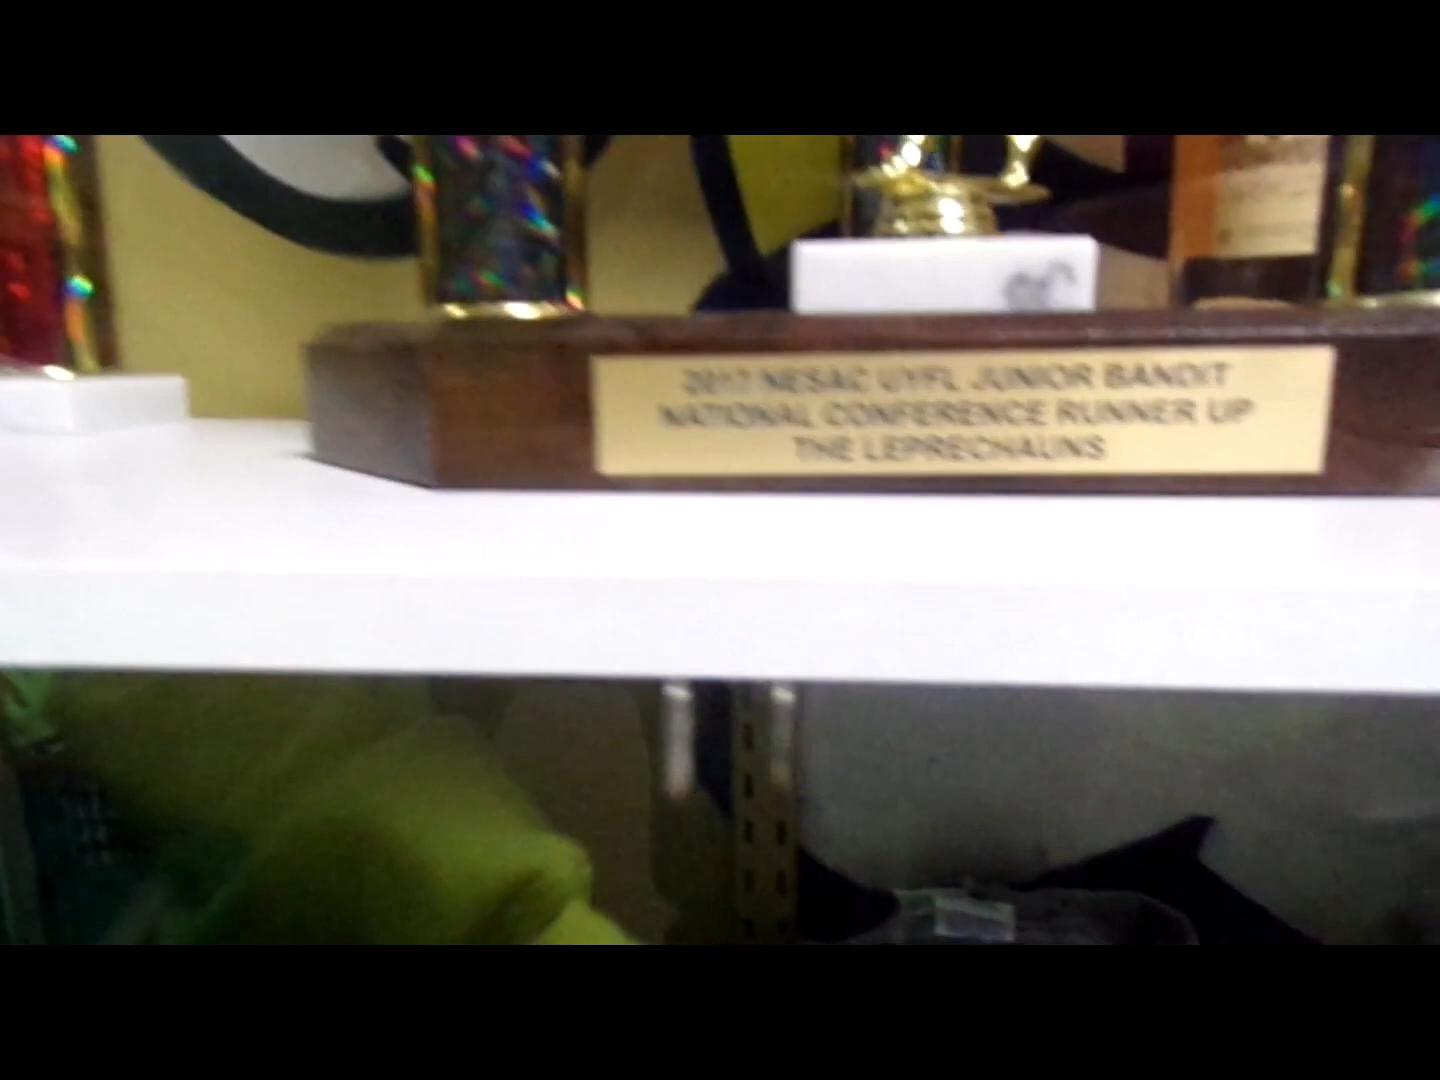 2017 NESAC UYFL JUNIOR BANDIT
NATIONAL CONFERENCE RUNNER UP
THE LEPRECHAUNS